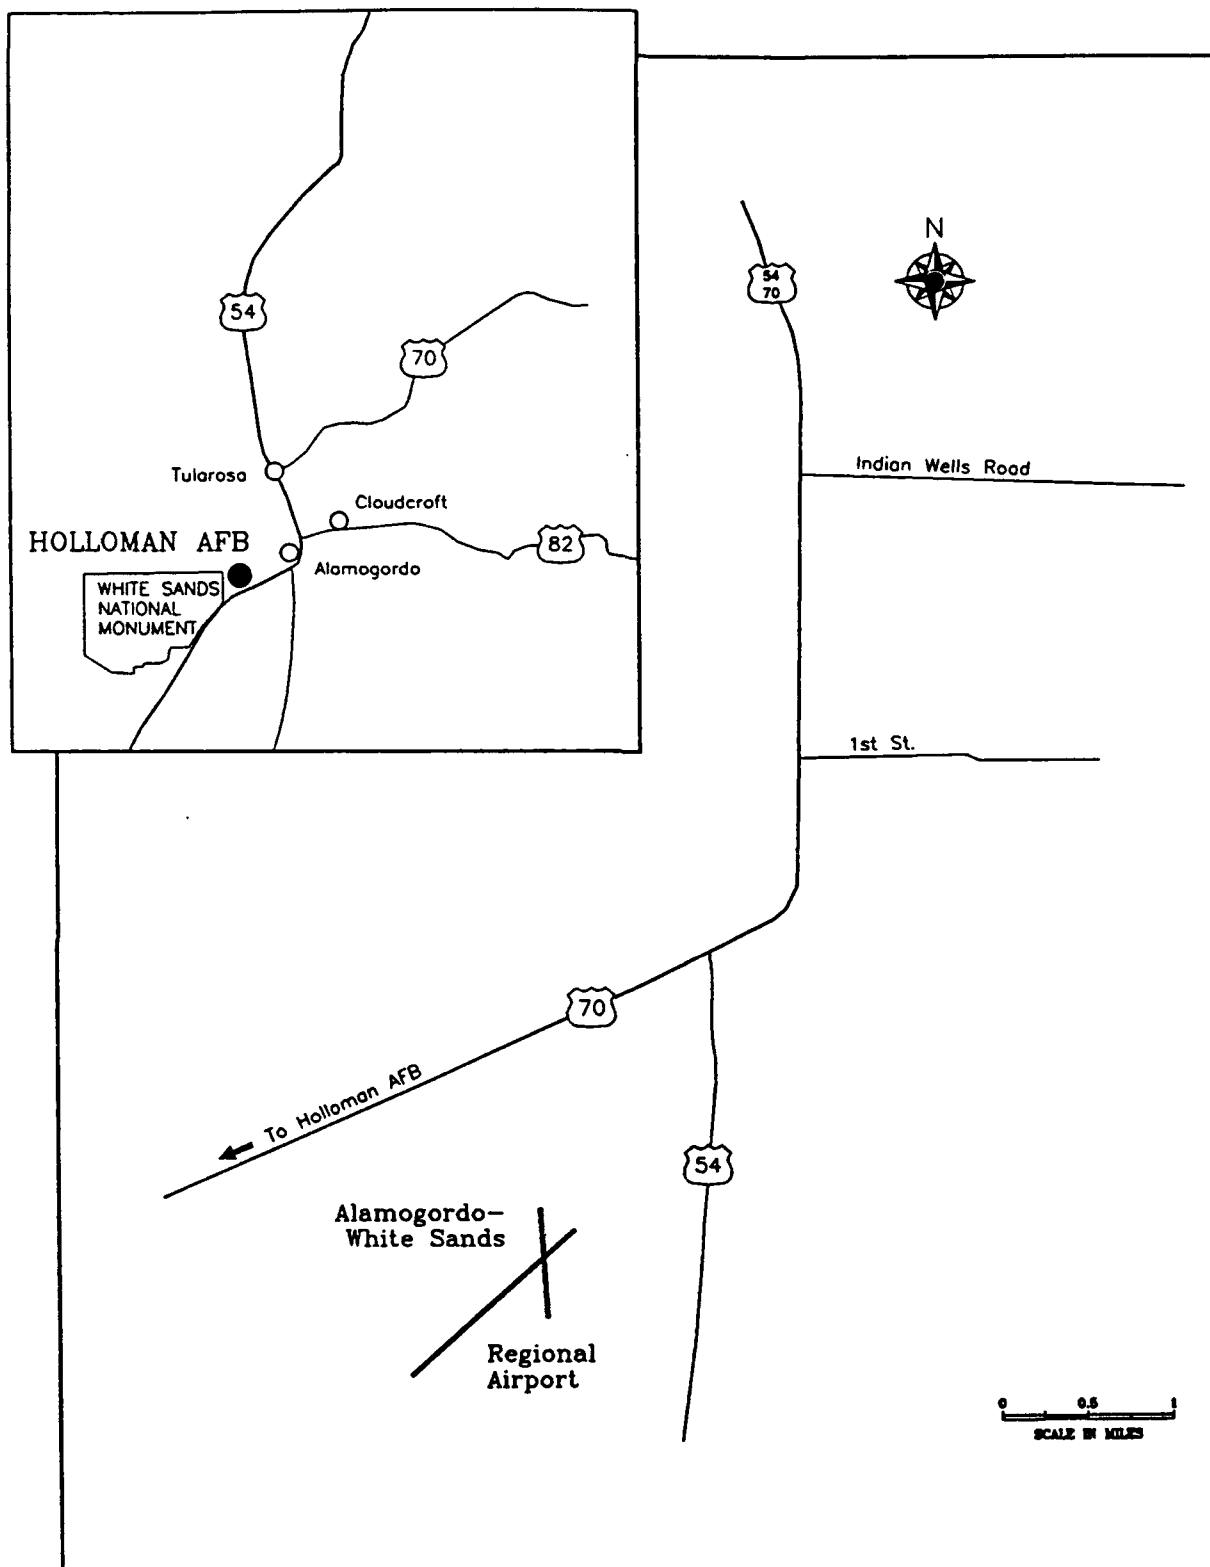 54
70
Tularosa
Cloudcroft
HOLLOMAN AFB
82
Alamogordo
WHITE SANDS
NATIONAL
MONUMENT
N
54
70
Indian Wells Road
1st St.
70
To Holloman AFB
54
Alamogordo–
White Sands
Regional
Airport
0 0.5 1
SCALE IN MILES